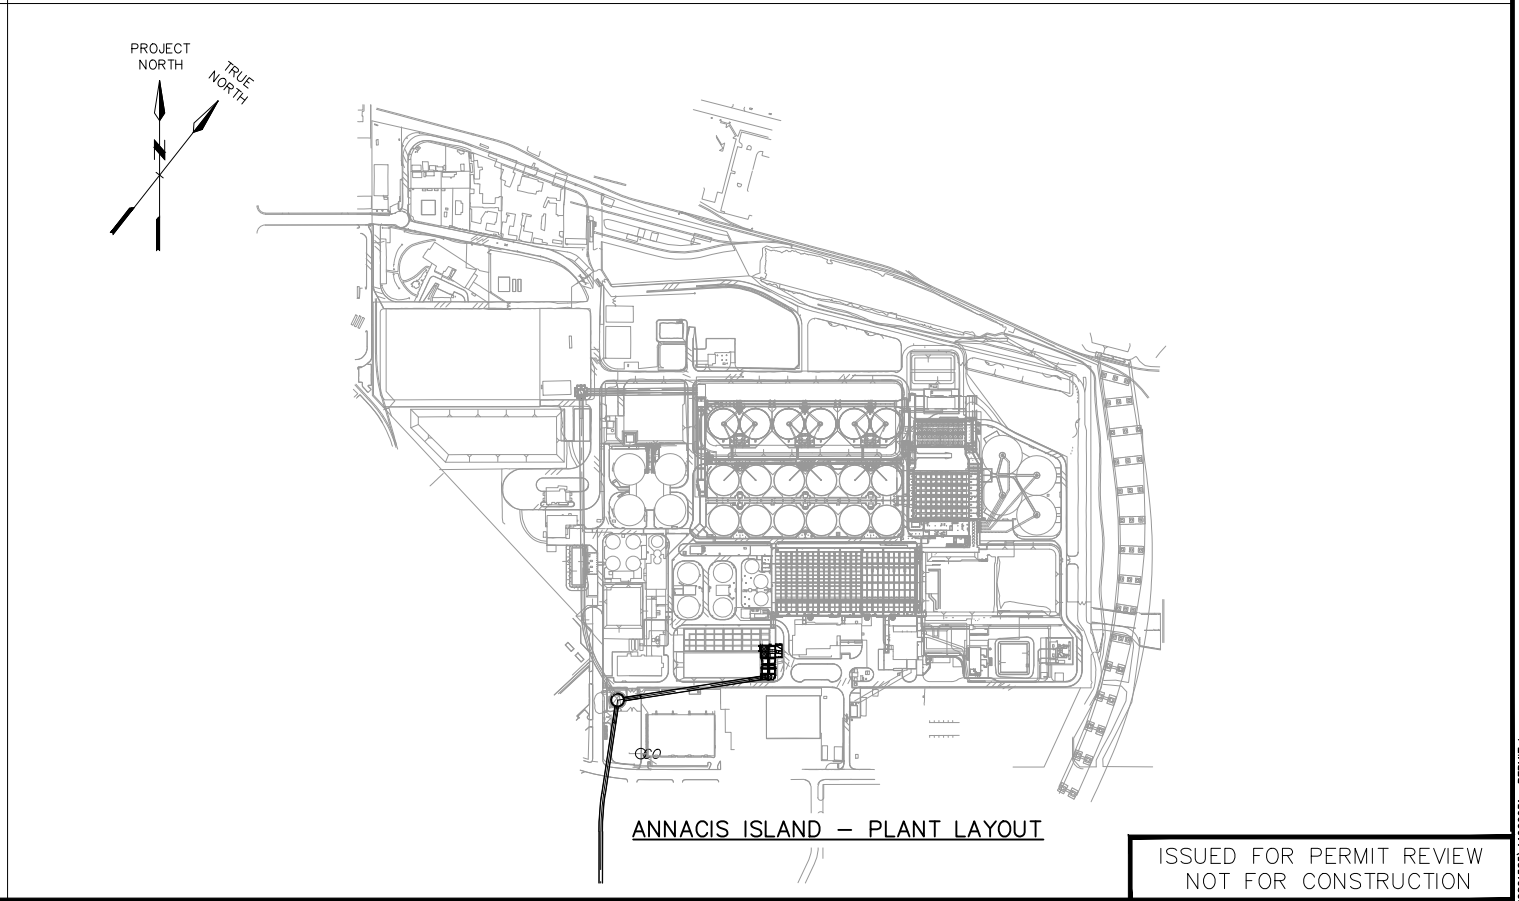 PROJECT
NORTH
TRUE
NORTH
N
ANNACIS ISLAND – PLANT LAYOUT
ISSUED FOR PERMIT REVIEW
NOT FOR CONSTRUCTION